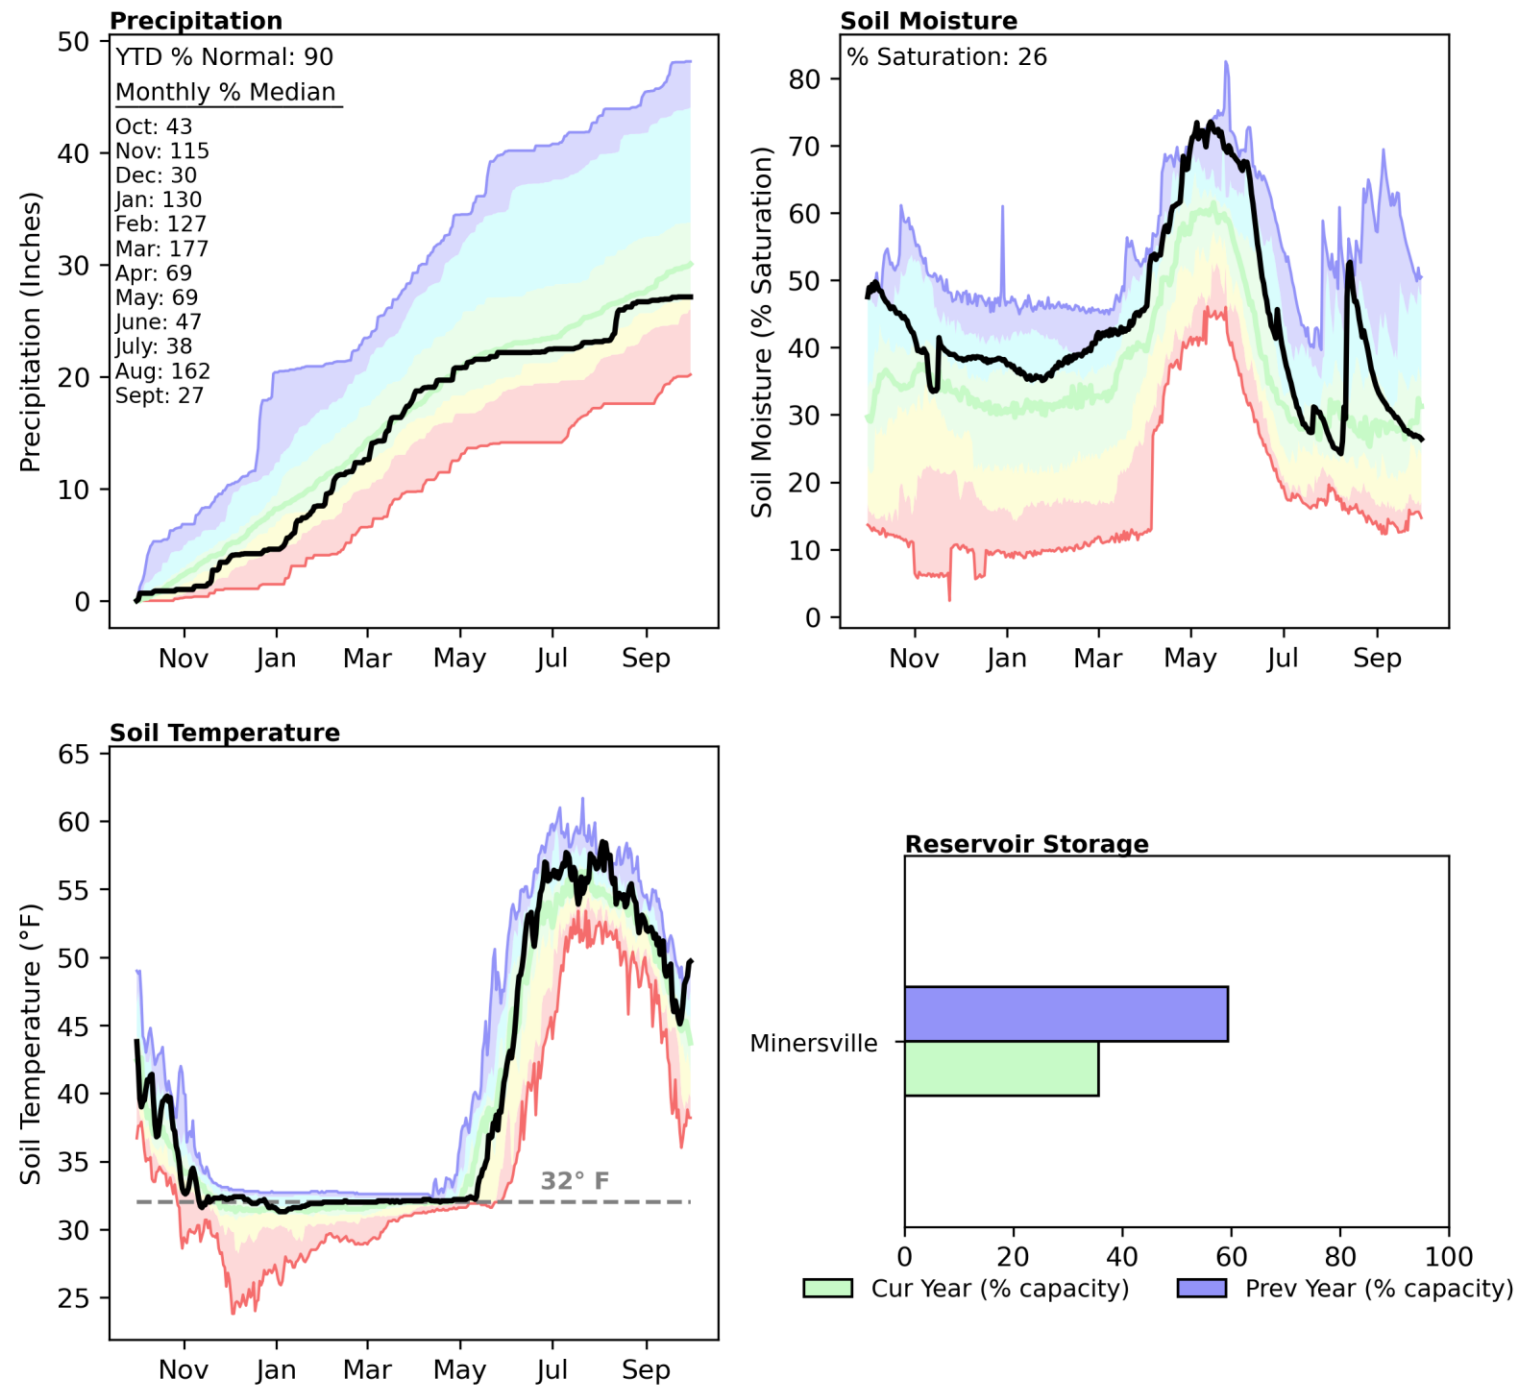 Precipitation
YTD % Normal: 90
Monthly % Median
Oct: 43
Nov: 115
Dec: 30
Jan: 130
Feb: 127
Mar: 177
Apr: 69
May: 69
June: 47
July: 38
Aug: 162
Sept: 27
Precipitation (Inches)
50
40
30
20
10
0
Nov Jan Mar May Jul Sep
Soil Moisture
% Saturation: 26
Soil Moisture (% Saturation)
80
70
60
50
40
30
20
10
0
Nov Jan Mar May Jul Sep
Soil Temperature
Soil Temperature (°F)
65
60
55
50
45
40
35
30
25
32° F
Nov Jan Mar May Jul Sep
Reservoir Storage
Minersville
0 20 40 60 80 100
Cur Year (% capacity)
Prev Year (% capacity)